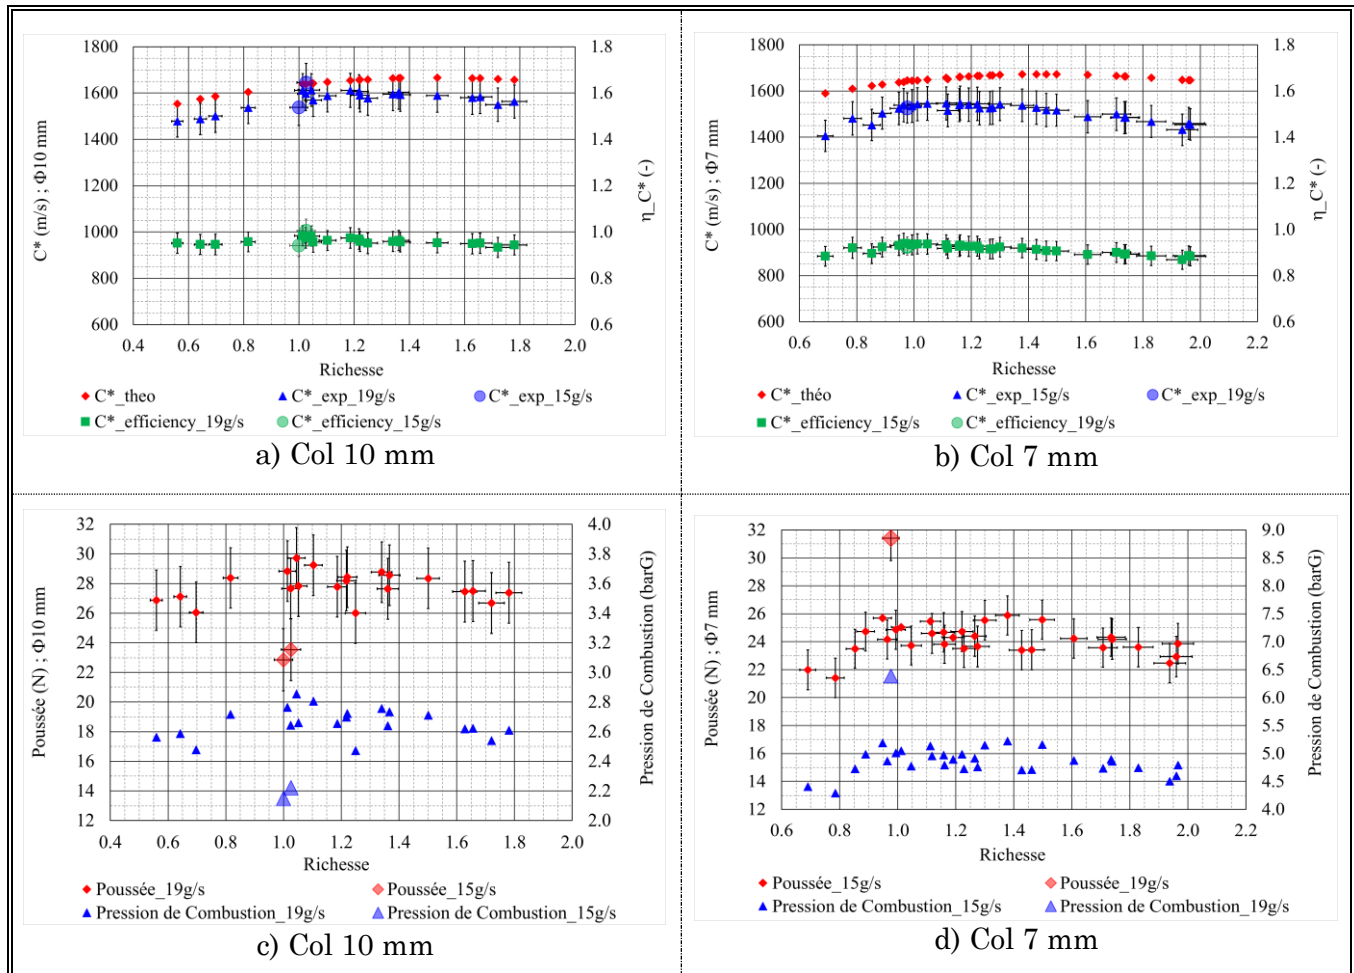 1800
1600
1400
1200
1000
800
600
1.8
1.6
1.4
1.2
1.0
0.8
0.6
0.4 0.6 0.8 1.0 1.2 1.4 1.6 1.8 2.0
C* (m/s) ; Φ10 mm
η_C* (-)
Richesse
C*_theo C*_exp_19g/s C*_exp_15g/s
C*_efficiency_19g/s C*_efficiency_15g/s
a) Col 10 mm
1800
1600
1400
1200
1000
800
600
1.8
1.6
1.4
1.2
1.0
0.8
0.6
0.6 0.8 1.0 1.2 1.4 1.6 1.8 2.0 2.2
C* (m/s) ; Φ7 mm
η_C* (-)
Richesse
C*_théo C*_exp_15g/s C*_exp_19g/s
C*_efficiency_15g/s C*_efficiency_19g/s
b) Col 7 mm
32
30
28
26
24
22
20
18
16
14
12
4.0
3.8
3.6
3.4
3.2
3.0
2.8
2.6
2.4
2.2
2.0
0.4 0.6 0.8 1.0 1.2 1.4 1.6 1.8 2.0
Poussée (N) ; Φ10 mm
Pression de Combustion (barG)
Richesse
Poussée_19g/s Poussée_15g/s
Pression de Combustion_19g/s Pression de Combustion_15g/s
c) Col 10 mm
32
30
28
26
24
22
20
18
16
14
12
9.0
8.5
8.0
7.5
7.0
6.5
6.0
5.5
5.0
4.5
4.0
0.6 0.8 1.0 1.2 1.4 1.6 1.8 2.0 2.2
Poussée (N) ; Φ7 mm
Pression de Combustion (barG)
Richesse
Poussée_15g/s Poussée_19g/s
Pression de Combustion_15g/s Pression de Combustion_19g/s
d) Col 7 mm